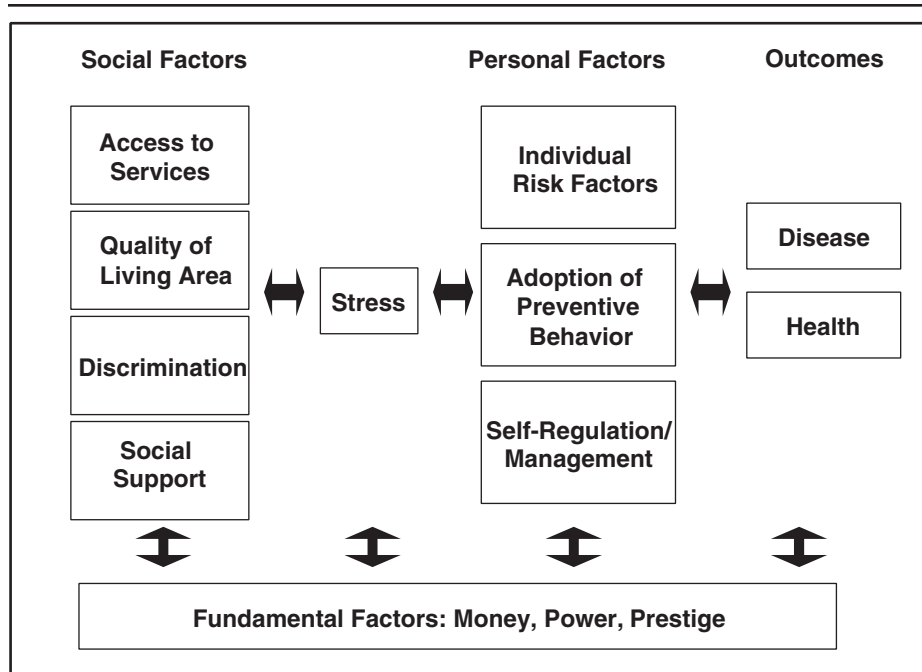 Social Factors
Personal Factors
Outcomes
Access to
Services
Quality of
Living Area
Discrimination
Social
Support
Stress
Individual
Risk Factors
Adoption of
Preventive
Behavior
Self-Regulation/
Management
Disease
Health
Fundamental Factors: Money, Power, Prestige